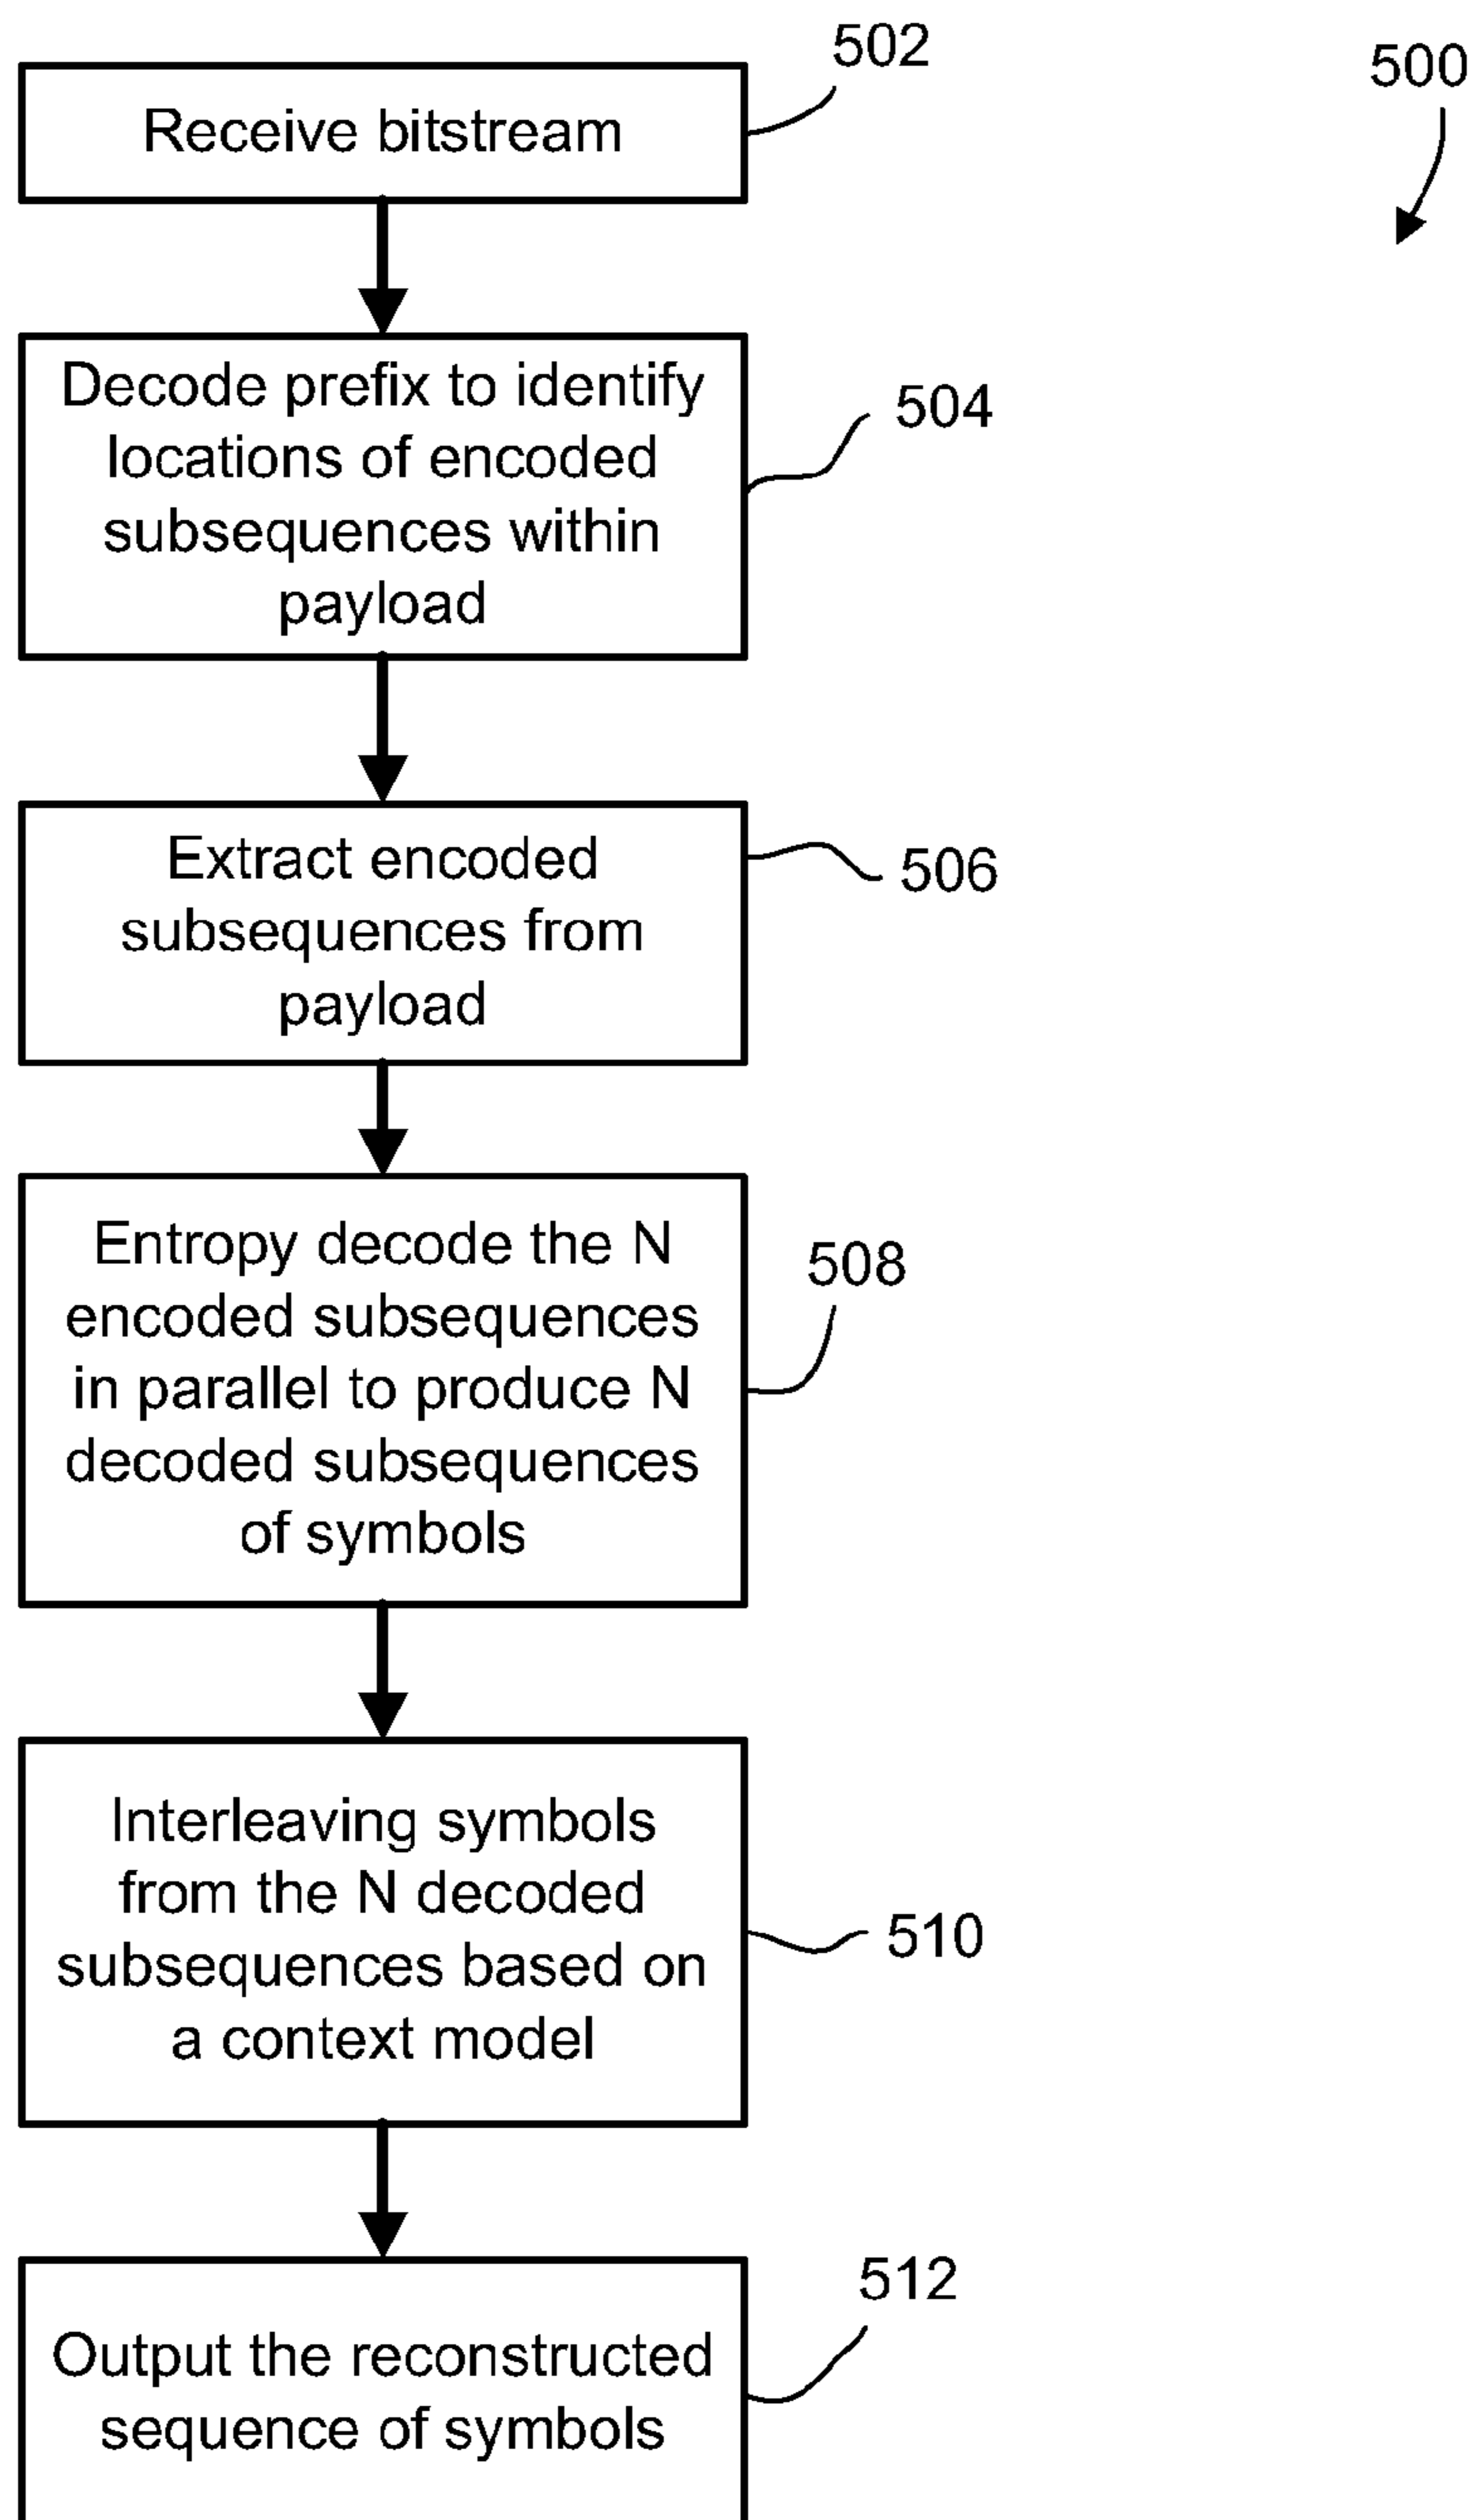 502
500
Receive bitstream
Decode prefix to identify
locations of encoded
subsequences within
payload
504
Extract encoded
subsequences from
payload
506
Entropy decode the N
encoded subsequences
in parallel to produce N
decoded subsequences
of symbols
508
Interleaving symbols
from the N decoded
subsequences based on
a context model
510
512
Output the reconstructed
sequence of symbols